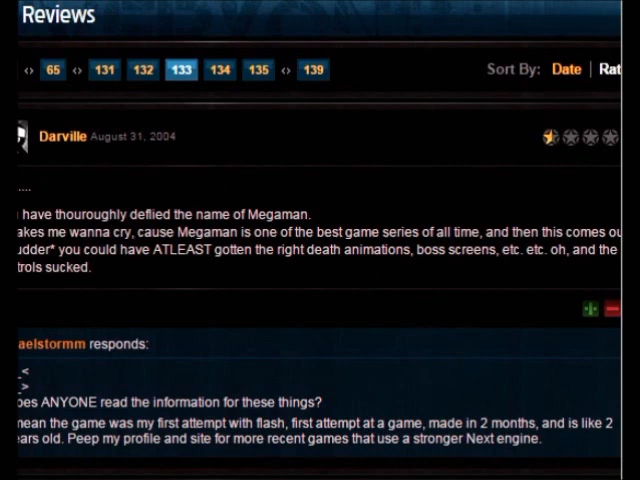 Reviews
<> 65 <> 131 132 133 134 135 <> 139 Sort By: Date | Rat
Darville August 31, 2004
....
have thouroughly deflied the name of Megaman.
akes me wanna cry, cause Megaman is one of the best game series of all time, and then this comes ou
udder* you could have ATLEAST gotten the right death animations, boss screens, etc. etc. oh, and the
trols sucked.
aelstormm responds:
_<
_>
oes ANYONE read the information for these things?
mean the game was my first attempt with flash, first attempt at a game, made in 2 months, and is like 2
ears old. Peep my profile and site for more recent games that use a stronger Next engine.